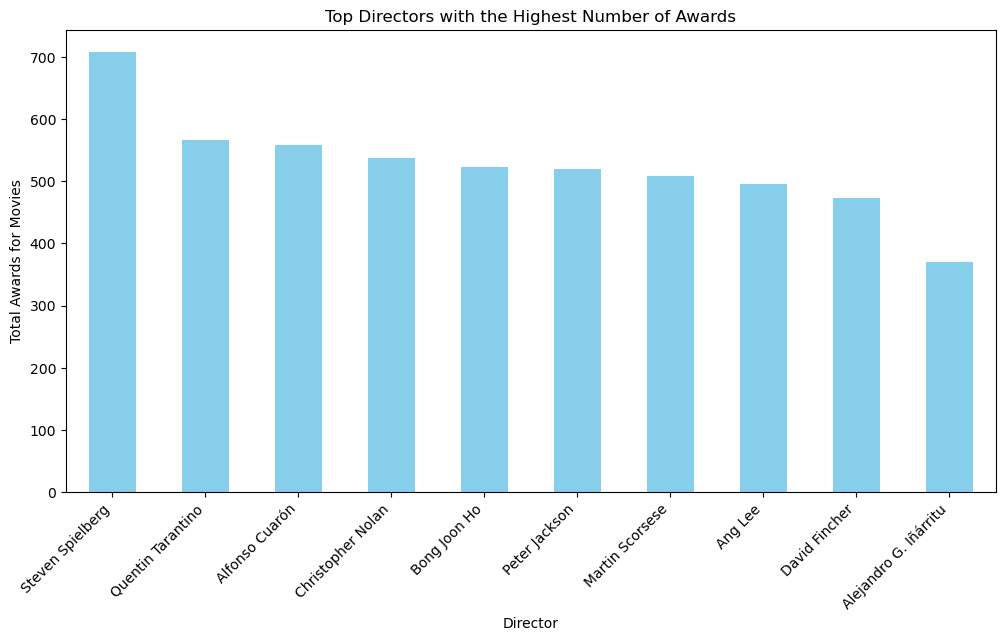 Top Directors with the Highest Number of Awards
Total Awards for Movies
700
600
500
400
300
200
100
0
Steven Spielberg
Quentin Tarantino
Alfonso Cuarón
Christopher Nolan
Bong Joon Ho
Peter Jackson
Martin Scorsese
Ang Lee
David Fincher
Alejandro G. Iñárritu
Director